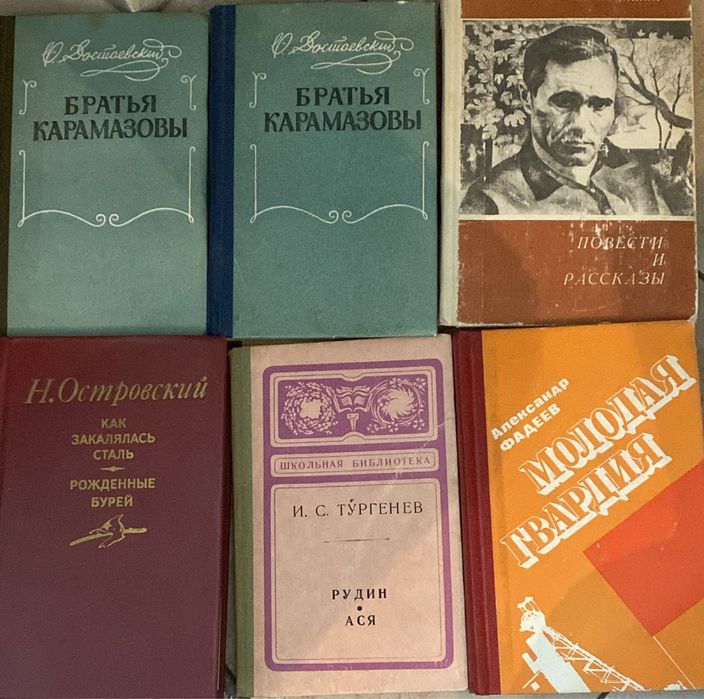 Ф. Достоевский
БРАТЬЯ
КАРАМАЗОВЫ
Ф. Достоевский
БРАТЬЯ
КАРАМАЗОВЫ
ПОВЕСТИ
И
РАССКАЗЫ
Н. Островский
КАК
ЗАКАЛЯЛАСЬ
СТАЛЬ
РОЖДЕННЫЕ
БУРЕЙ
ШКОЛЬНАЯ БИБЛИОТЕКА
И. С. ТУРГЕНЕВ
РУДИН
АСЯ
Александр
ФАДЕЕВ
МОЛОДАЯ
ГВАРДИЯ